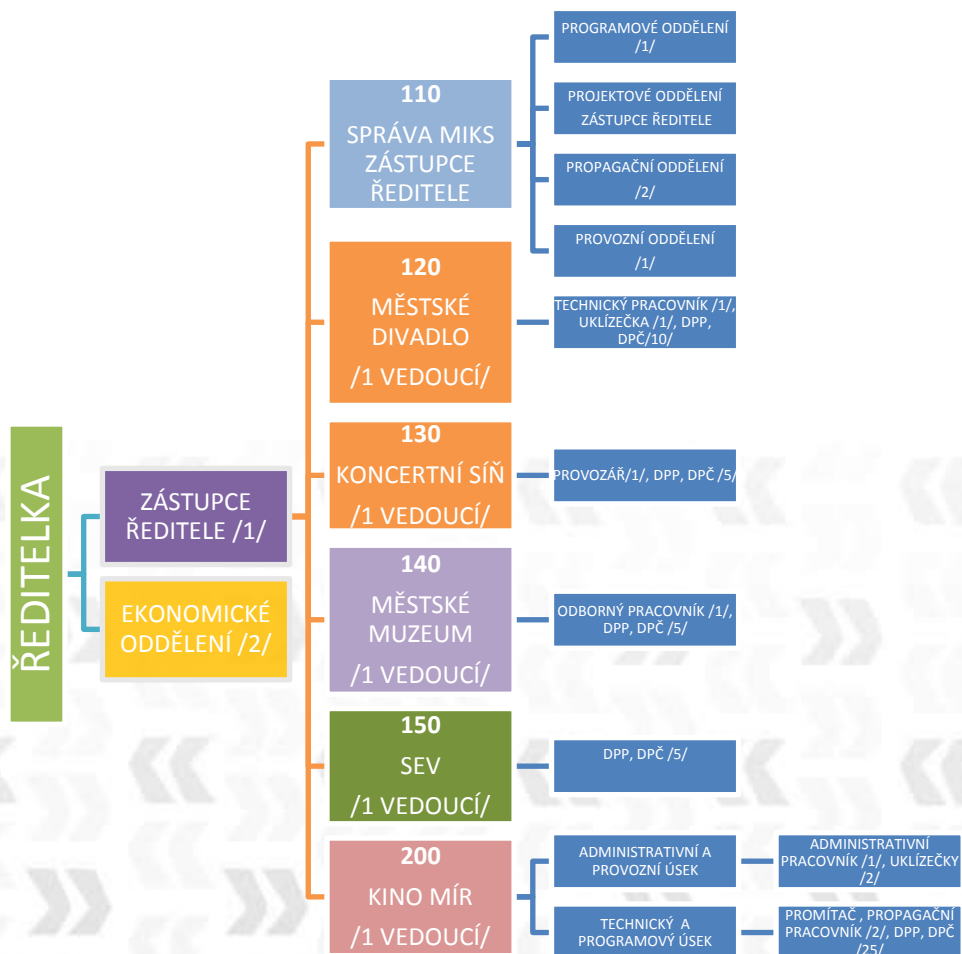 ŘEDITELKA
ZÁSTUPCE
ŘEDITELE /1/
EKONOMICKÉ
ODDĚLENÍ /2/
110
SPRÁVA MIKS
ZÁSTUPCE
ŘEDITELE
PROGRAMOVÉ ODDĚLENÍ
/1/
PROJEKTOVÉ ODDĚLENÍ
ZÁSTUPCE ŘEDITELE
PROPAGAČNÍ ODDĚLENÍ
/2/
PROVOZNÍ ODDĚLENÍ
/1/
120
MĚSTSKÉ
DIVADLO
/1 VEDOUCÍ/
TECHNICKÝ PRACOVNÍK /1/,
UKLÍZEČKA /1/, DPP,
DPČ/10/
130
KONCERTNÍ SÍŇ
/1 VEDOUCÍ/
PROVOZÁŘ/1/, DPP, DPČ /5/
140
MĚSTSKÉ
MUZEUM
/1 VEDOUCÍ/
ODBORNÝ PRACOVNÍK /1/,
DPP, DPČ /5/
150
SEV
/1 VEDOUCÍ/
DPP, DPČ /5/
200
KINO MÍR
/1 VEDOUCÍ/
ADMINISTRATIVNÍ A
PROVOZNÍ ÚSEK
ADMINISTRATIVNÍ
PRACOVNÍK /1/, UKLÍZEČKY
/2/
TECHNICKÝ A
PROGRAMOVÝ ÚSEK
PROMÍTAČ , PROPAGAČNÍ
PRACOVNÍK /2/, DPP, DPČ
/25/